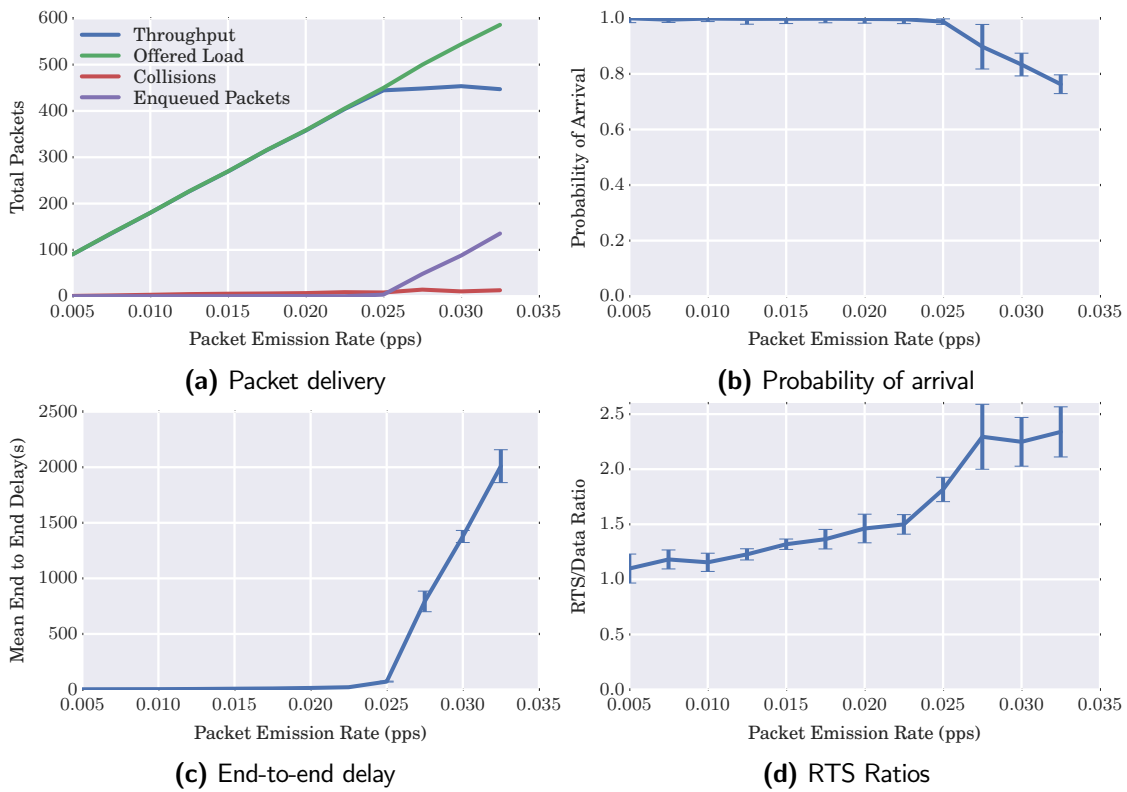 600
500
400
300
200
100
0
Total Packets
Throughput
Offered Load
Collisions
Enqueued Packets
0.005 0.010 0.015 0.020 0.025 0.030 0.035
Packet Emission Rate (pps)
(a) Packet delivery
1.0
0.8
0.6
0.4
0.2
0.0
Probability of Arrival
0.005 0.010 0.015 0.020 0.025 0.030 0.035
Packet Emission Rate (pps)
(b) Probability of arrival
2500
2000
1500
1000
500
0
Mean End to End Delay(s)
0.005 0.010 0.015 0.020 0.025 0.030 0.035
Packet Emission Rate (pps)
(c) End-to-end delay
2.5
2.0
1.5
1.0
0.5
0.0
RTS/Data Ratio
0.005 0.010 0.015 0.020 0.025 0.030 0.035
Packet Emission Rate (pps)
(d) RTS Ratios